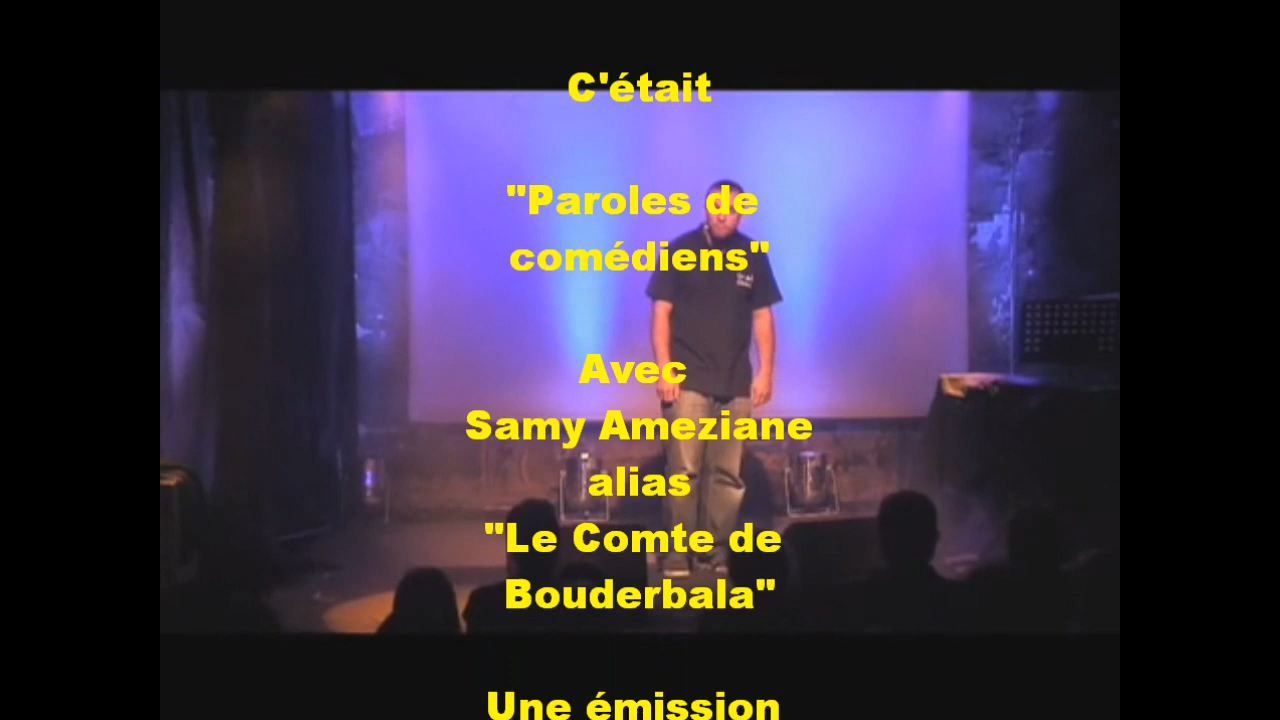 C'était
"Paroles de
comédiens"
Avec
Samy Ameziane
alias
"Le Comte de
Bouderbala"
Une émission